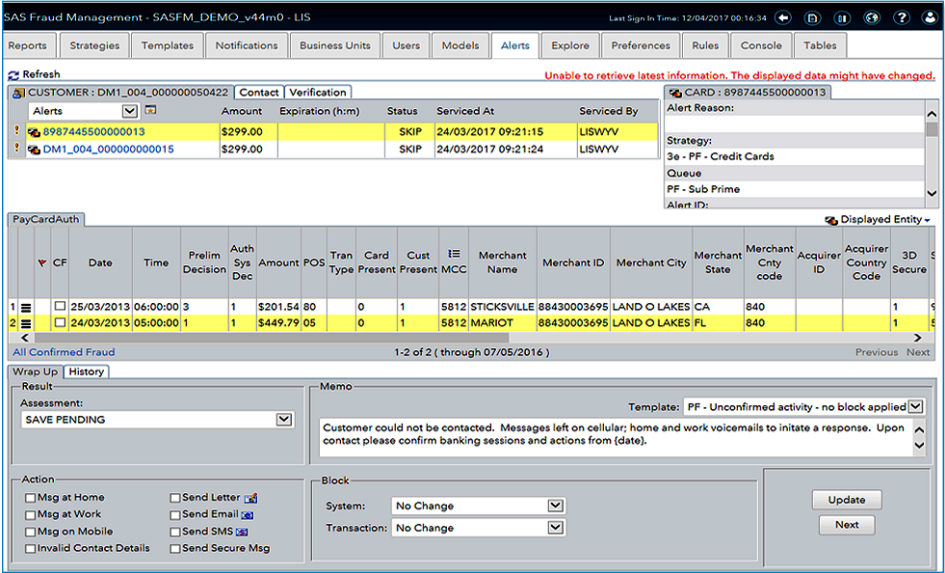 SAS Fraud Management - SASFM_DEMO_v44m0 - LIS
Last Sign In Time: 12/04/2017 00:16:34
Reports Strategies Templates Notifications Business Units Users Models Alerts Explore Preferences Rules Console Tables
Refresh
Unable to retrieve latest information. The displayed data might have changed.
CUSTOMER : DM1_004_000000050422 Contact Verification
Alerts Amount Expiration (h:m) Status Serviced At Serviced By
! 8987445500000013 $299.00 SKIP 24/03/2017 09:21:15 LISWYV
! DM1_004_000000000015 $299.00 SKIP 24/03/2017 09:21:24 LISWYV
CARD : 8987445500000013
Alert Reason:
Strategy:
3e - PF - Credit Cards
Queue
PF - Sub Prime
Alert ID:
PayCardAuth
Displayed Entity
CF Date Time Prelim Decision Auth Sys Dec Amount POS Tran Type Card Present Cust Present MCC Merchant Name Merchant ID Merchant City Merchant State Merchant Cnty code Acquirer ID Acquirer Country Code 3D Secure S
1 25/03/2013 06:00:00 3 1 $201.54 80 0 1 5812 STICKSVILLE 88430003695 LAND O LAKES CA 840 1
2 24/03/2013 05:00:00 1 1 $449.79 05 0 1 5812 MARIOT 88430003695 LAND O LAKES FL 840 1
All Confirmed Fraud
1-2 of 2 ( through 07/05/2016 )
Previous Next
Wrap Up History
Result
Assessment:
SAVE PENDING
Memo
Template: PF - Unconfirmed activity - no block applied
Customer could not be contacted. Messages left on cellular; home and work voicemails to initate a response. Upon
contact please confirm banking sessions and actions from {date}.
Action
Msg at Home Send Letter
Msg at Work Send Email
Msg on Mobile Send SMS
Invalid Contact Details Send Secure Msg
Block
System: No Change
Transaction: No Change
Update
Next